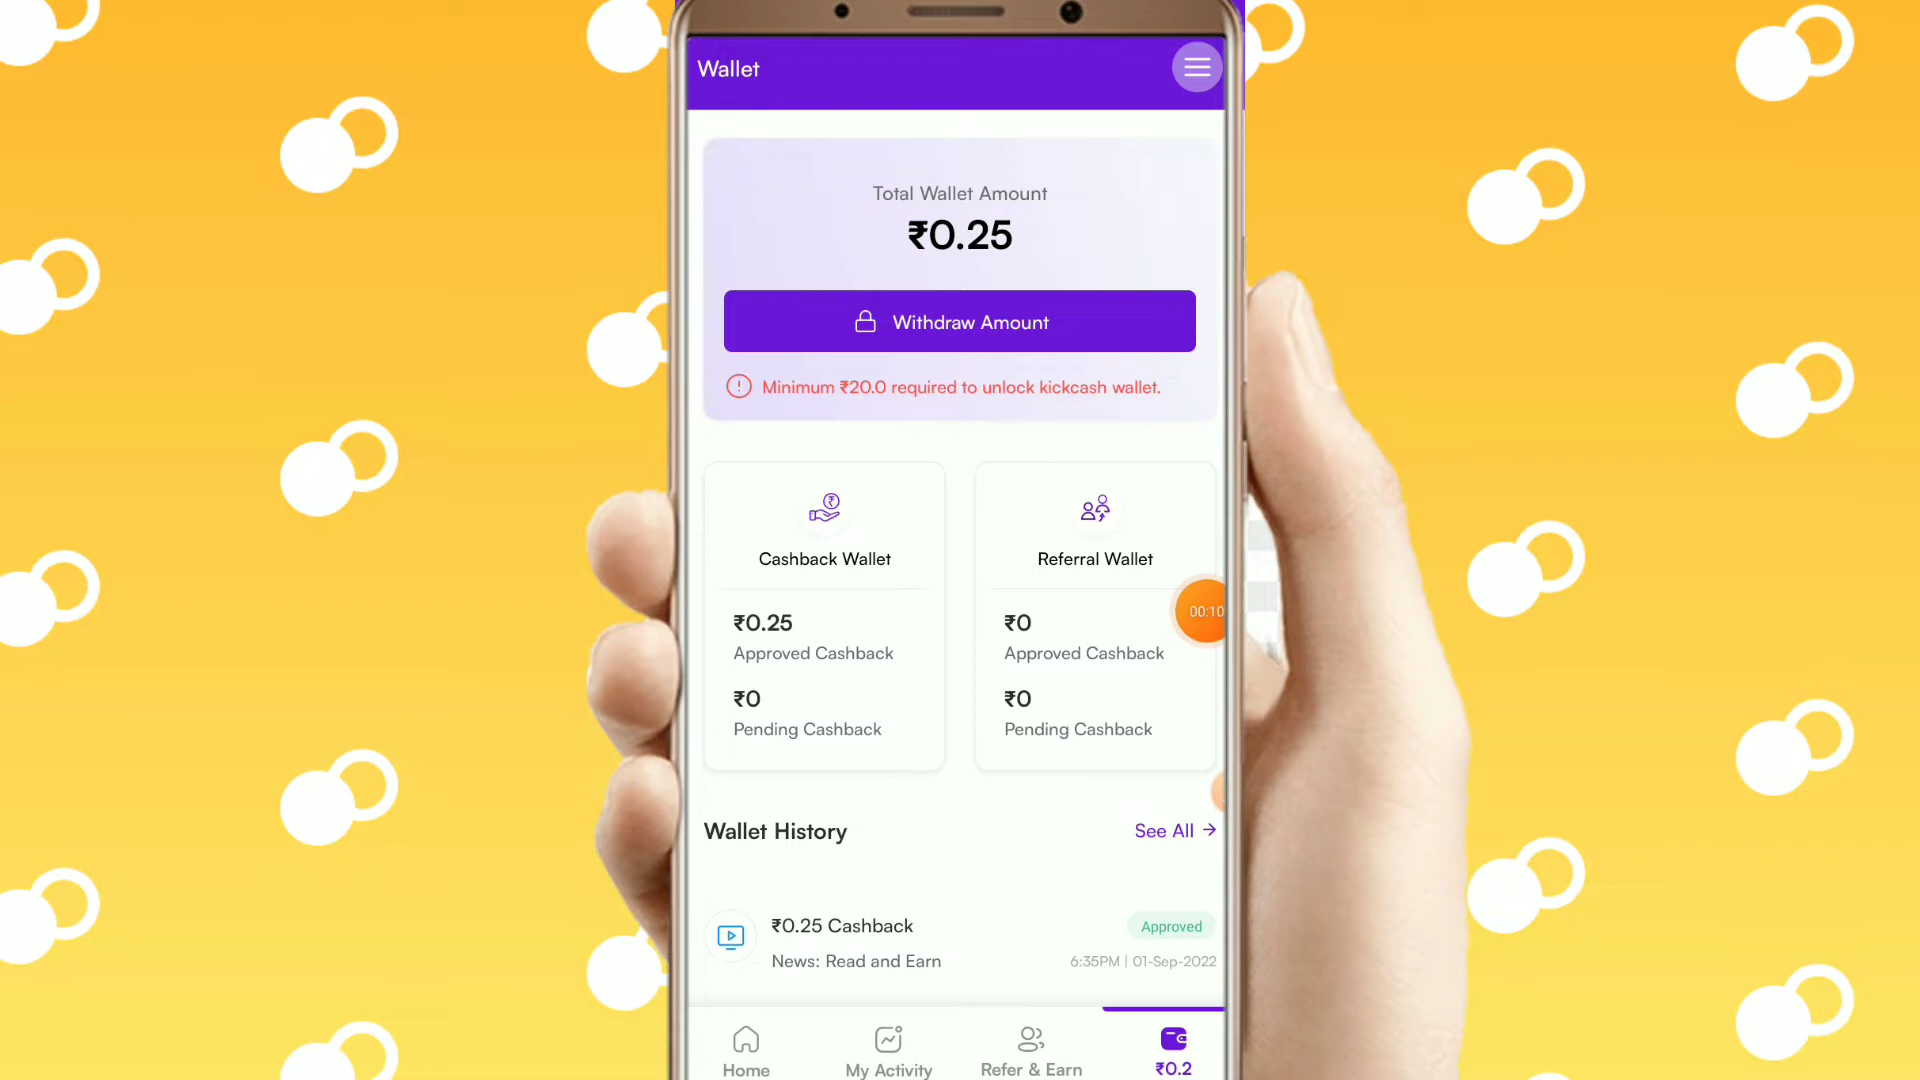 Wallet
Total Wallet Amount
₹0.25
Withdraw Amount
Minimum ₹20.0 required to unlock kickcash wallet.
Cashback Wallet
Referral Wallet
₹0.25
Approved Cashback
₹0
Pending Cashback
₹0
Approved Cashback
₹0
Pending Cashback
00:10
Wallet History
See All
₹0.25 Cashback
Approved
News: Read and Earn
6:35PM | 01-Sep-2022
Home
My Activity
Refer & Earn
₹0.2